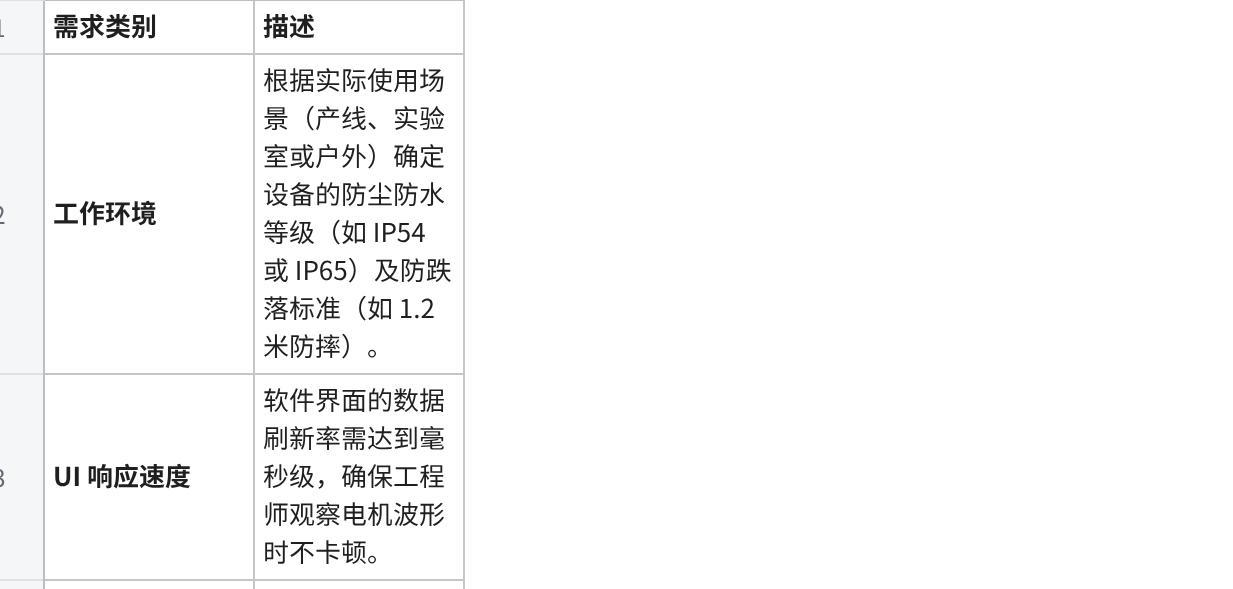 1
需求类别
描述
2
工作环境
根据实际使用场
景（产线、实验
室或户外）确定
设备的防尘防水
等级（如 IP54
或 IP65）及防跌
落标准（如 1.2
米防摔）。
3
UI 响应速度
软件界面的数据
刷新率需达到毫
秒级，确保工程
师观察电机波形
时不卡顿。